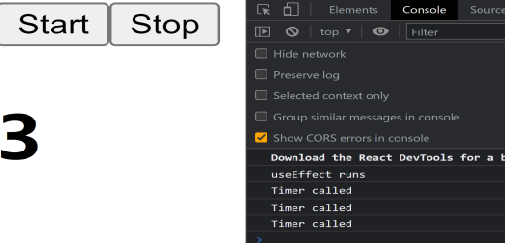 Start Stop
3
Elements Console Source
top Filter
Hide network
Preserve log
Selected context only
Group similar messages in console
Show CORS errors in console
Download the React DevTools for a b
useEffect runs
Timer called
Timer called
Timer called